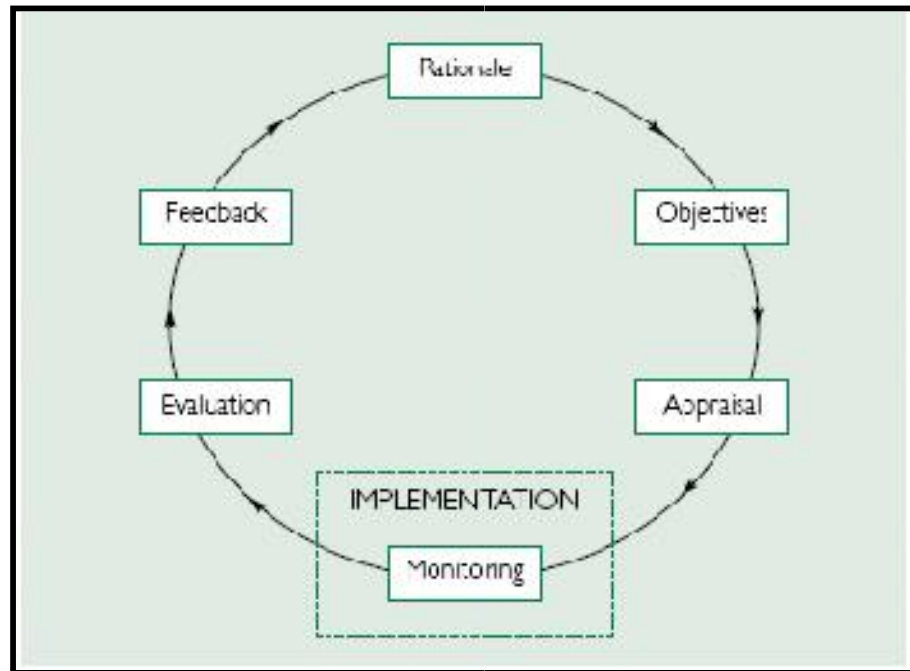 Rationale
Objectives
Appraisal
IMPLEMENTATION
Monitoring
Evaluation
Feedback